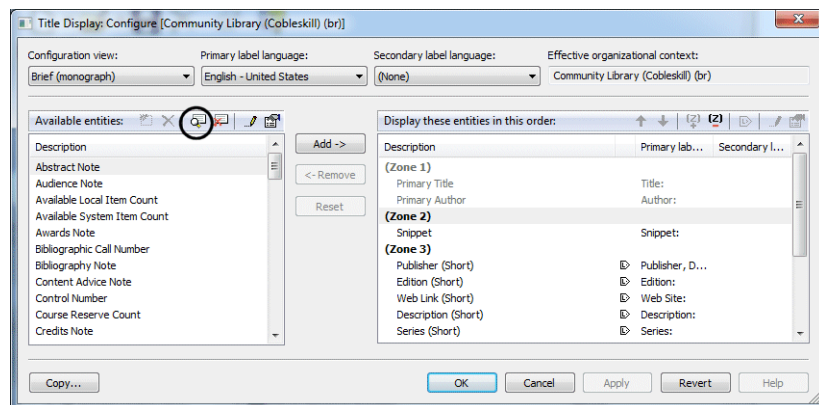 Title Display: Configure [Community Library (Cobleskill) (br)]
Configuration view: Primary label language: Secondary label language: Effective organizational context:
Brief (monograph) English - United States (None) Community Library (Cobleskill) (br)
Available entities: Display these entities in this order:
Description Add -> Description Primary lab... Secondary l...
Abstract Note (Zone 1)
Audience Note <- Remove Primary Title Title:
Available Local Item Count Primary Author Author:
Available System Item Count Reset (Zone 2)
Awards Note Snippet Snippet:
Bibliographic Call Number (Zone 3)
Bibliography Note Publisher (Short) Publisher, D...
Content Advice Note Edition (Short) Edition:
Control Number Web Link (Short) Web Site:
Course Reserve Count Description (Short) Description:
Credits Note Series (Short) Series:
Copy... OK Cancel Apply Revert Help